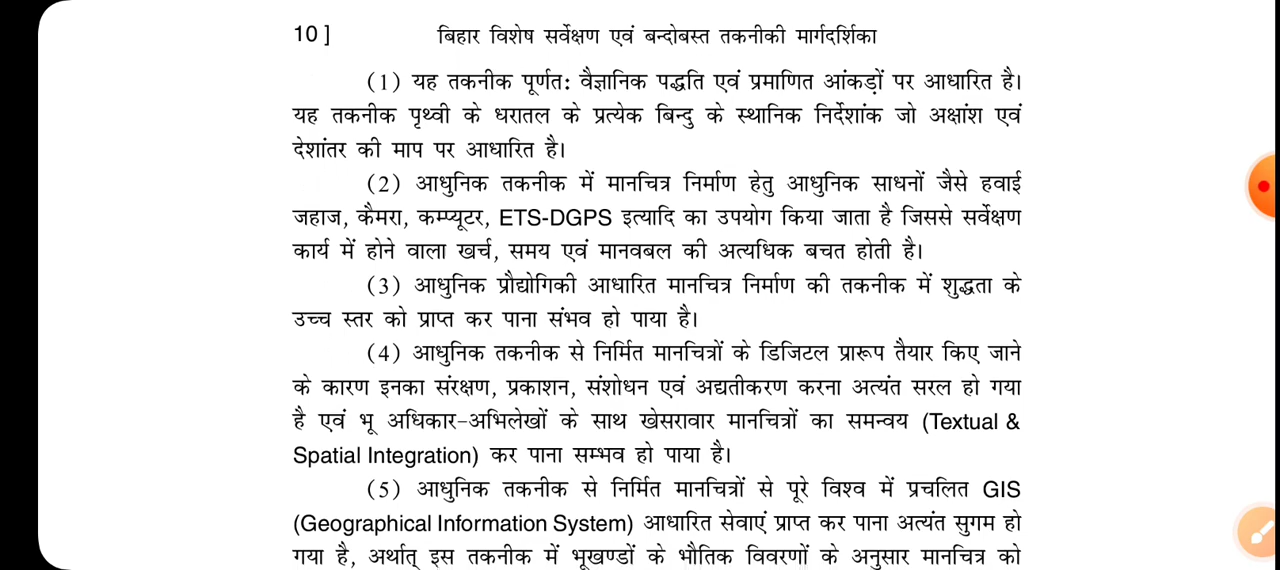 10 ] बिहार विशेष सर्वेक्षण एवं बन्दोबस्त तकनीकी मार्गदर्शिका
(1) यह तकनीक पूर्णतः वैज्ञानिक पद्धति एवं प्रमाणित आंकड़ों पर आधारित है।
यह तकनीक पृथ्वी के धरातल के प्रत्येक बिन्दु के स्थानिक निर्देशांक जो अक्षांश एवं
देशांतर की माप पर आधारित है।
(2) आधुनिक तकनीक में मानचित्र निर्माण हेतु आधुनिक साधनों जैसे हवाई
जहाज, कैमरा, कम्प्यूटर, ETS-DGPS इत्यादि का उपयोग किया जाता है जिससे सर्वेक्षण
कार्य में होने वाला खर्च, समय एवं मानवबल की अत्यधिक बचत होती है।
(3) आधुनिक प्रौद्योगिकी आधारित मानचित्र निर्माण की तकनीक में शुद्धता के
उच्च स्तर को प्राप्त कर पाना संभव हो पाया है।
(4) आधुनिक तकनीक से निर्मित मानचित्रों के डिजिटल प्रारूप तैयार किए जाने
के कारण इनका संरक्षण, प्रकाशन, संशोधन एवं अद्यतीकरण करना अत्यंत सरल हो गया
है एवं भू अधिकार-अभिलेखों के साथ खेसरावार मानचित्रों का समन्वय (Textual &
Spatial Integration) कर पाना सम्भव हो पाया है।
(5) आधुनिक तकनीक से निर्मित मानचित्रों से पूरे विश्व में प्रचलित GIS
(Geographical Information System) आधारित सेवाएं प्राप्त कर पाना अत्यंत सुगम हो
गया है, अर्थात् इस तकनीक में भूखण्डों के भौतिक विवरणों के अनुसार मानचित्र को